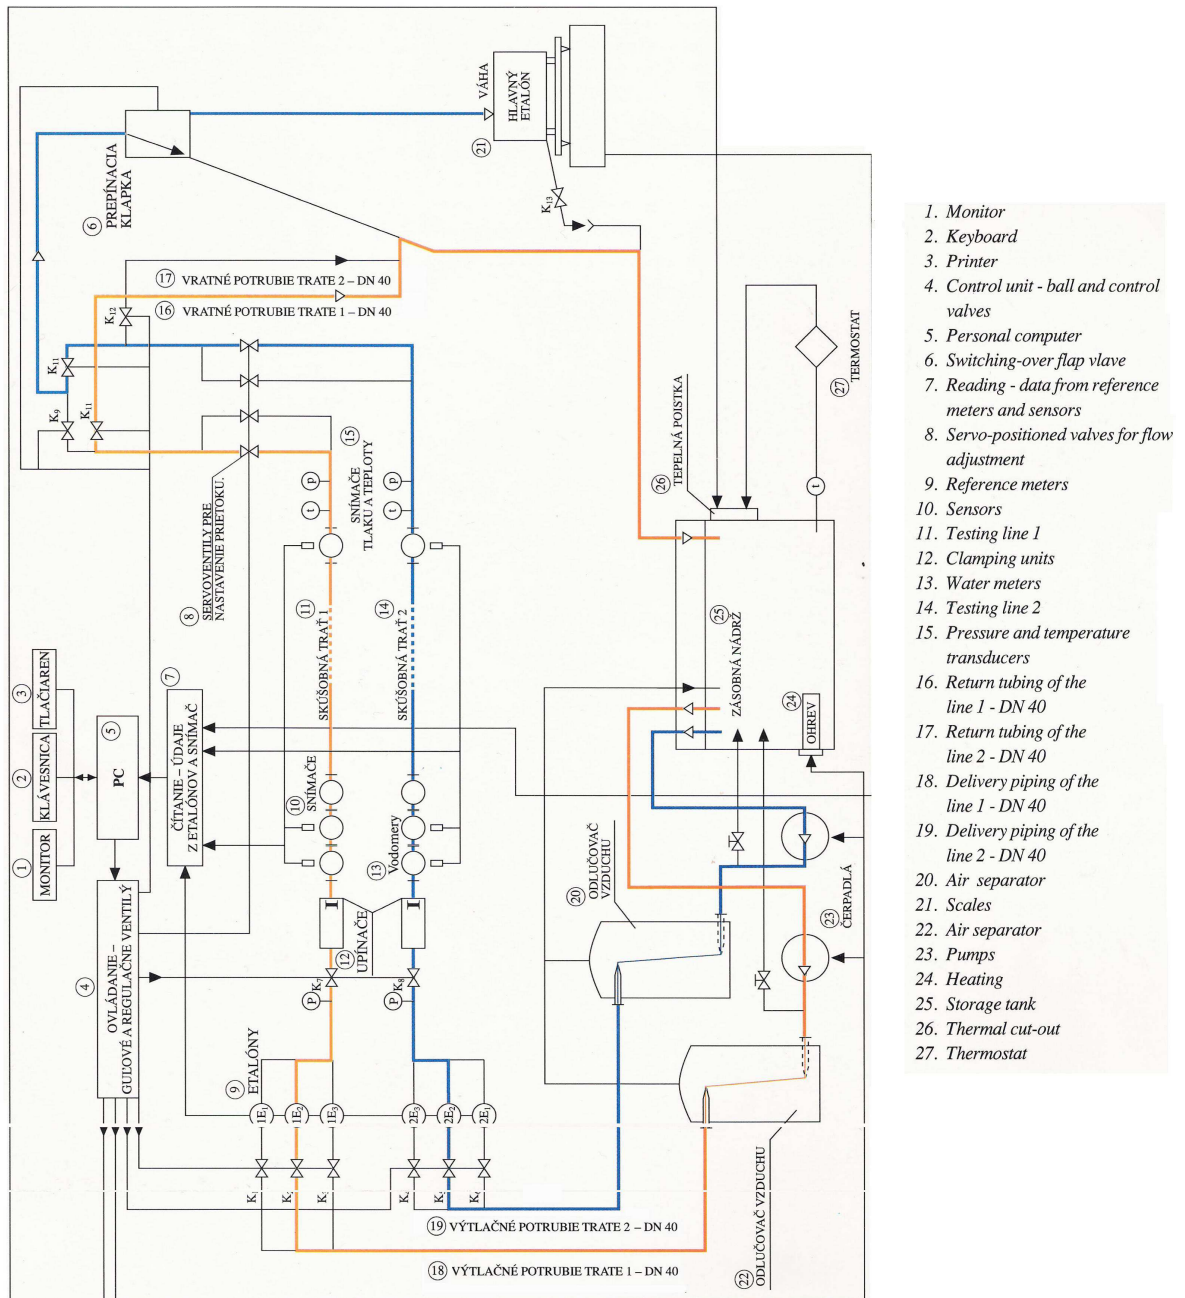 VÁHA
HLAVNÝ
ETALÓN
21
K13
6
PREPÍNACIA
KLAPKA
17 VRATNÉ POTRUBIE TRATE 2 – DN 40
16 VRATNÉ POTRUBIE TRATE 1 – DN 40
K12
K11
K9
K11
27
TERMOSTAT
26
TEPELNÁ POISTKA
t
15
SNÍMAČE
TLAKU A TEPLOTY
p
t
p
t
8
SERVOVENTILY PRE
NASTAVENIE PRIETOKU.
11
SKÚŠOBNÁ TRAŤ 1
14
SKÚŠOBNÁ TRAŤ 2
25
ZÁSOBNÁ NÁDRŽ
24
OHREV
3
TLAČIAREN
2
KLÁVESNICA
1
MONITOR
5
PC
7
ČÍTANIE – ÚDAJE
Z ETALÓNOV A SNÍMAČ
10
SNÍMAČE
13
Vodomery
12
UPÍNAČE
I
I
20
ODLUČOVAČ
VZDUCHU
23
ČERPADLÁ
4
OVLÁDANIE –
GUĽOVÉ A REGULAČNE VENTILÝ
K7
K8
P
P
9
ETALÓNY
1E1
1E2
1E3
2E3
2E2
2E1
K
K
K
K
K
K
19 VÝTLAČNÉ POTRUBIE TRATE 2 – DN 40
18 VÝTLAČNÉ POTRUBIE TRATE 1 – DN 40
22
ODLUČOVAČ VZDUCHU
1. Monitor
2. Keyboard
3. Printer
4. Control unit - ball and control
valves
5. Personal computer
6. Switching-over flap vlave
7. Reading - data from reference
meters and sensors
8. Servo-positioned valves for flow
adjustment
9. Reference meters
10. Sensors
11. Testing line 1
12. Clamping units
13. Water meters
14. Testing line 2
15. Pressure and temperature
transducers
16. Return tubing of the
line 1 - DN 40
17. Return tubing of the
line 2 - DN 40
18. Delivery piping of the
line 1 - DN 40
19. Delivery piping of the
line 2 - DN 40
20. Air separator
21. Scales
22. Air separator
23. Pumps
24. Heating
25. Storage tank
26. Thermal cut-out
27. Thermostat